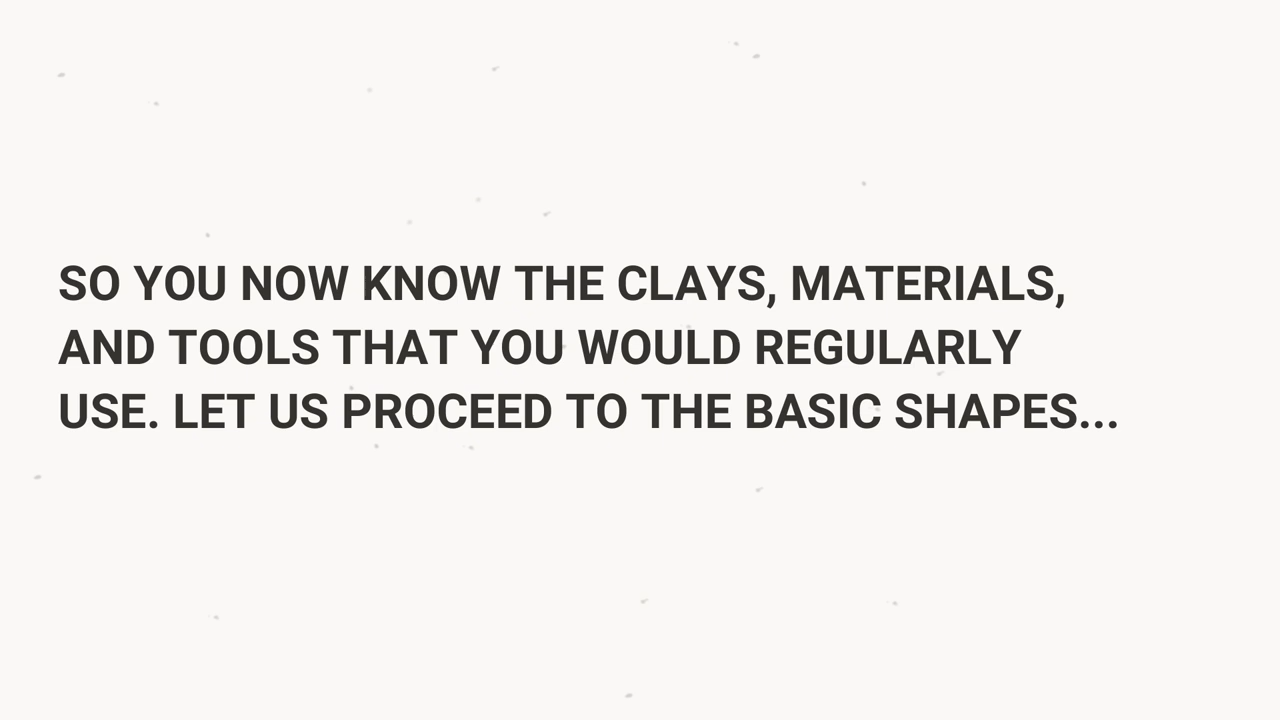 SO YOU NOW KNOW THE CLAYS, MATERIALS,
AND TOOLS THAT YOU WOULD REGULARLY
USE. LET US PROCEED TO THE BASIC SHAPES...